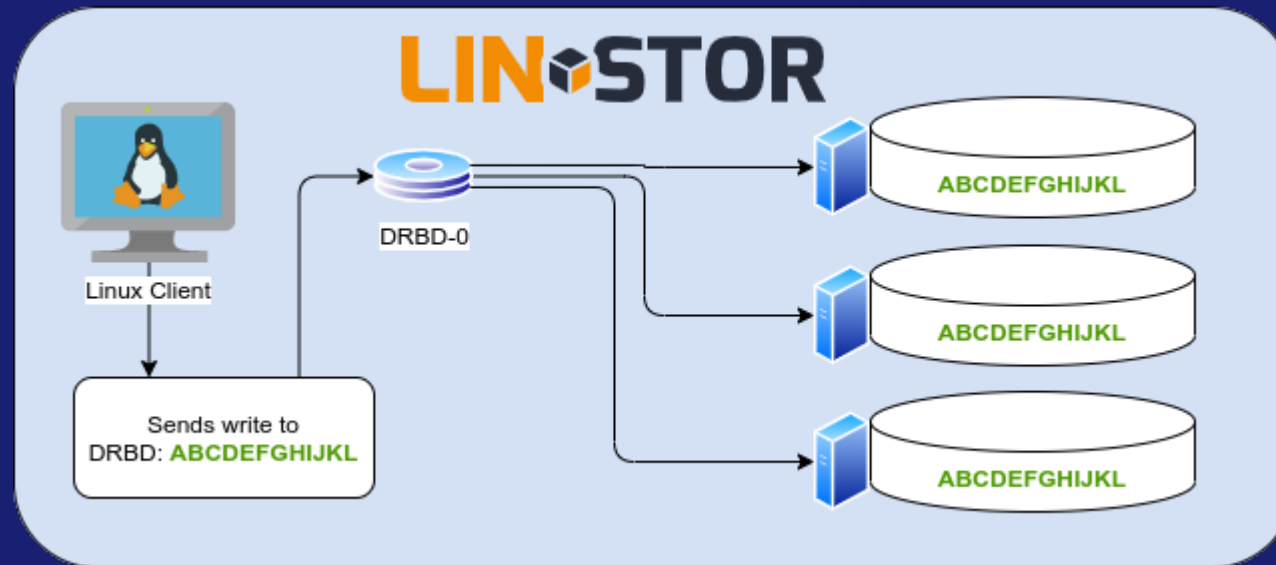 LINSTOR
Linux Client
Sends write to
DRBD: ABCDEFGHIJKL
DRBD-0
ABCDEFGHIJKL
ABCDEFGHIJKL
ABCDEFGHIJKL